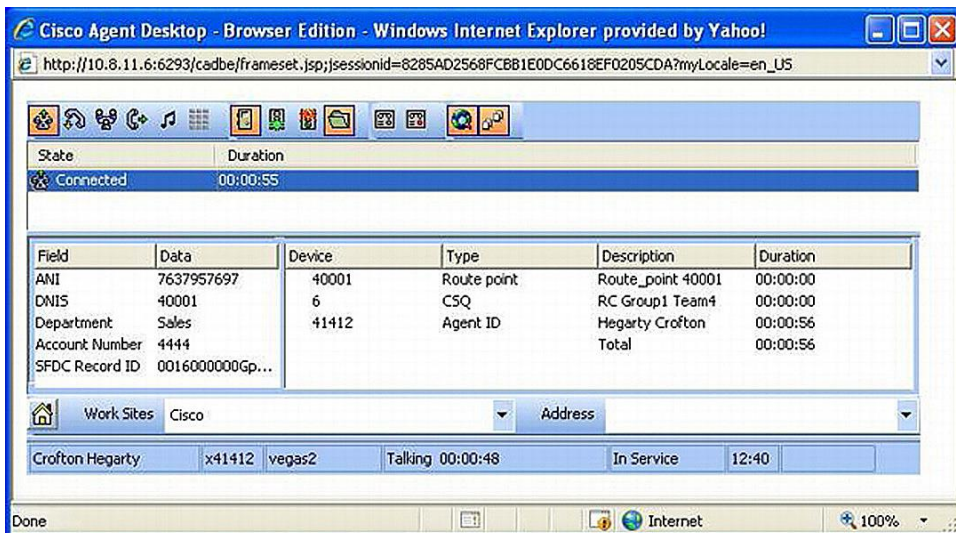 Cisco Agent Desktop - Browser Edition - Windows Internet Explorer provided by Yahoo!
http://10.8.11.6:6293/cadbe/frameset.jsp;jsessionid=8285AD2568FCBB1E0DC6618EF0205CDA?myLocale=en_US
State Duration
Connected 00:00:55
Field Data Device Type Description Duration
ANI 7637957697 40001 Route point Route_point 40001 00:00:00
DNIS 40001 6 CSQ RC Group1 Team4 00:00:00
Department Sales 41412 Agent ID Hegarty Crofton 00:00:56
Account Number 4444 Total 00:00:56
SFDC Record ID 0016000000Gp...
Work Sites Cisco Address
Crofton Hegarty x41412 vegas2 Talking 00:00:48 In Service 12:40
Done Internet 100%